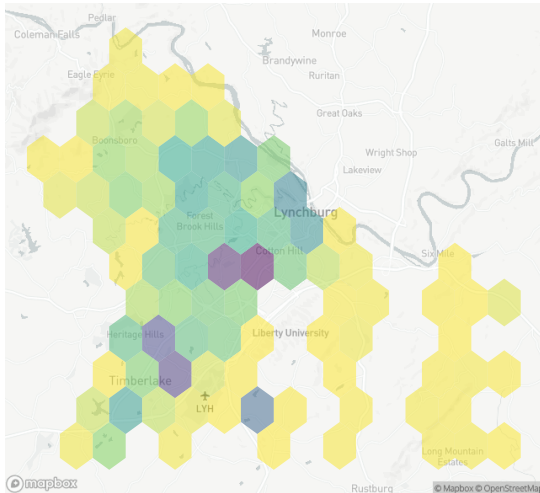 Pedlar
Coleman Falls
Monroe
Brandywine
Eagle Eyrie
Ruritan
Great Oaks
Boonsboro
Galts Mill
Wright Shop
Lakeview
Forest
Brook Hills
Lynchburg
Cotton Hill
Six Mile
Heritage Hills
Liberty University
Timberlake
LYH
Long Mountain
Estates
Rustburg
mapbox
© Mapbox © OpenStreetMap